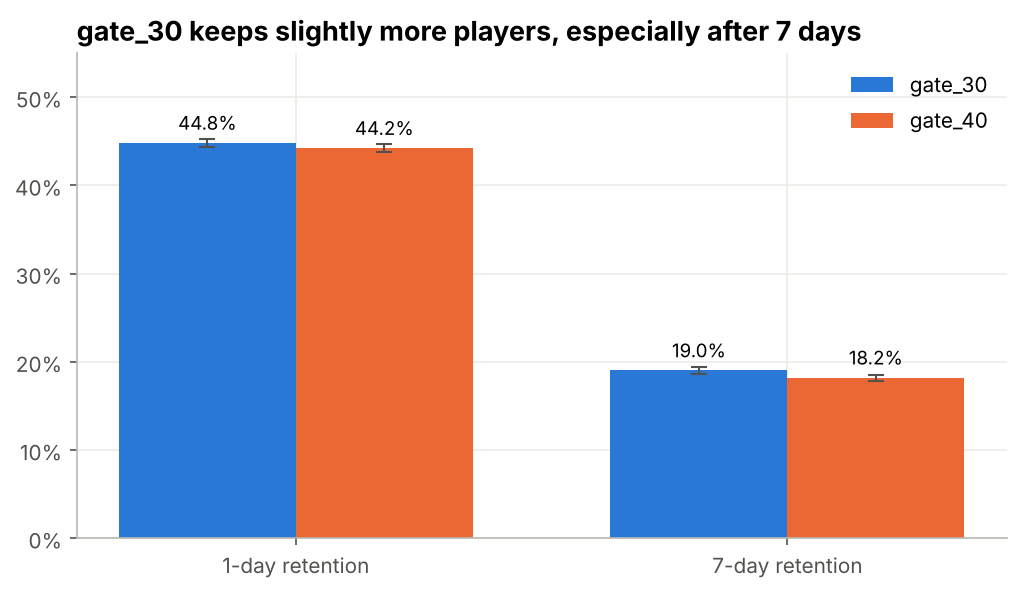 gate_30 keeps slightly more players, especially after 7 days
gate_30
gate_40
50%
40%
30%
20%
10%
0%
44.8%
44.2%
19.0%
18.2%
1-day retention
7-day retention